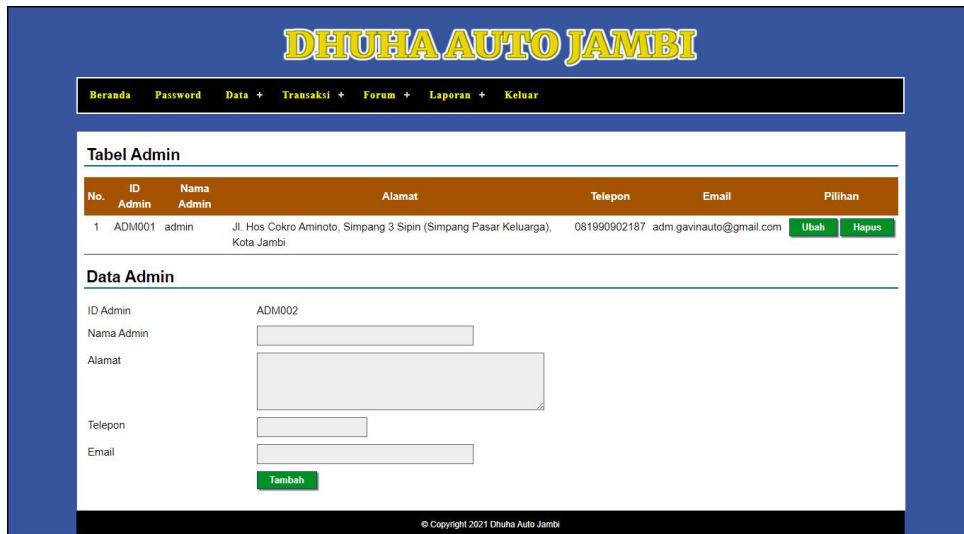 DHUHA AUTO JAMBI
Beranda Password Data + Transaksi + Forum + Laporan + Keluar
Tabel Admin
No. ID Admin Nama Admin Alamat Telepon Email Pilihan
1 ADM001 admin Jl. Hos Cokro Aminoto, Simpang 3 Sipin (Simpang Pasar Keluarga), 081990902187 adm.gavinauto@gmail.com Ubah Hapus
Kota Jambi
Data Admin
ID Admin ADM002
Nama Admin
Alamat
Telepon
Email
Tambah
© Copyright 2021 Dhuha Auto Jambi